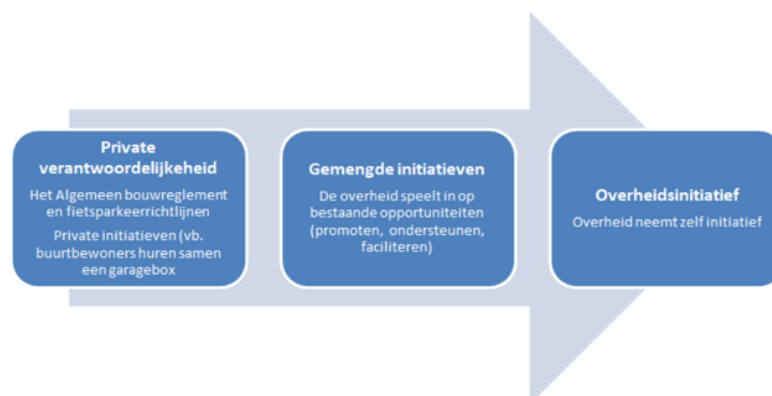 Private
verantwoordelijkeheid
Het Algemeen bouwreglement
en fietsparkeerrichtlijnen
Private initiatieven (vb.
buurtbewoners huren samen
een garagebox
Gemengde initiatieven
De overheid speelt in op
bestaande opportuniteiten
(promoten, ondersteunen,
faciliteren)
Overheidsinitiatief
Overheid neemt zelf initiatief